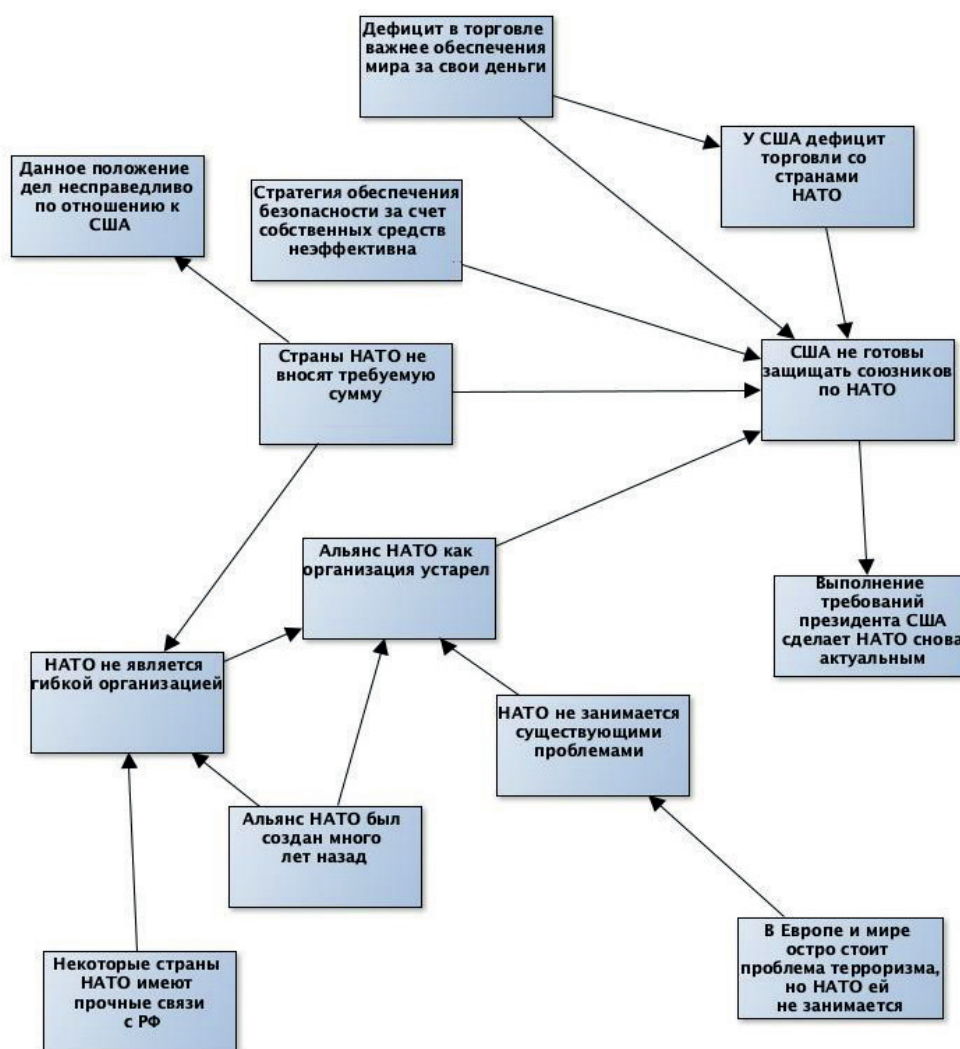 Дефицит в торговле
важнее обеспечения
мира за свои деньги
У США дефицит
торговли со
странами
НАТО
Данное положение
дел несправедливо
по отношению к
США
Стратегия обеспечения
безопасности за счет
собственных средств
неэффективна
Страны НАТО не
вносят требуемую
сумму
США не готовы
защищать союзников
по НАТО
Альянс НАТО как
организация устарел
Выполнение
требований
президента США
сделает НАТО снова
актуальным
НАТО не является
гибкой организацией
НАТО не занимается
существующими
проблемами
Альянс НАТО был
создан много
лет назад
В Европе и мире
остро стоит
проблема терроризма,
но НАТО ей
не занимается
Некоторые страны
НАТО имеют
прочные связи
с РФ